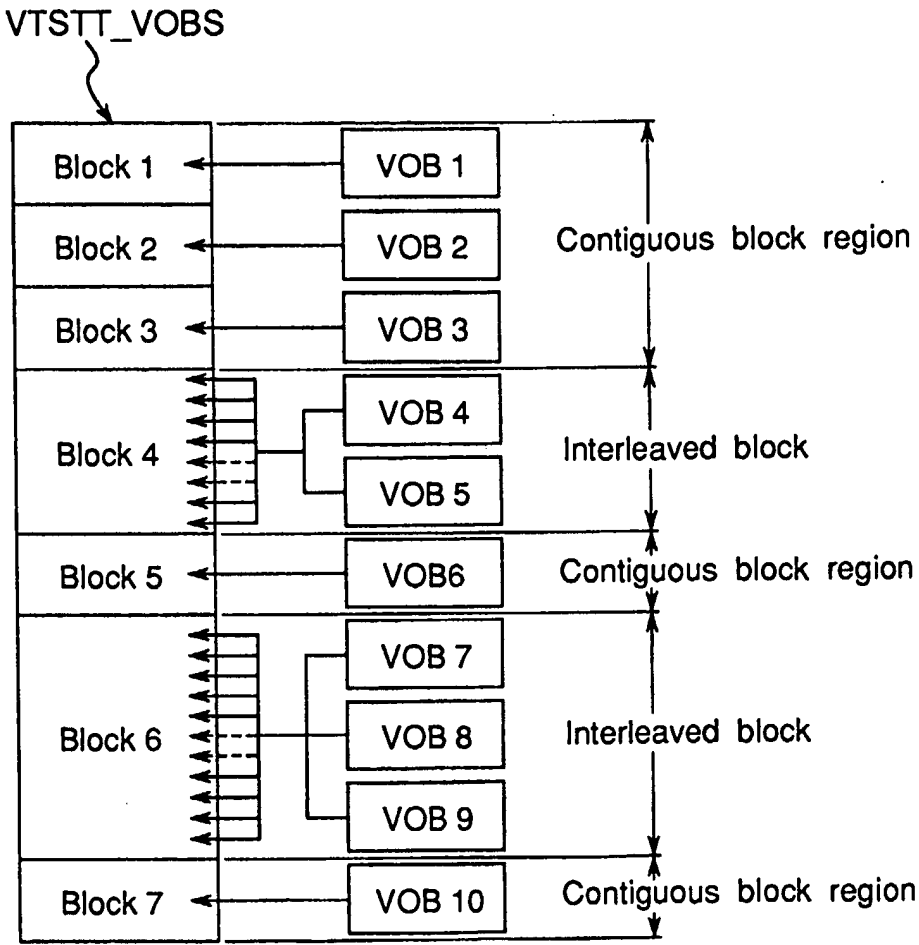 VTSTT_VOBS
Block 1
VOB 1
Block 2
VOB 2
Contiguous block region
Block 3
VOB 3
VOB 4
Block 4
Interleaved block
VOB 5
Block 5
VOB6
Contiguous block region
VOB 7
Block 6
VOB 8
Interleaved block
VOB 9
Block 7
VOB 10
Contiguous block region